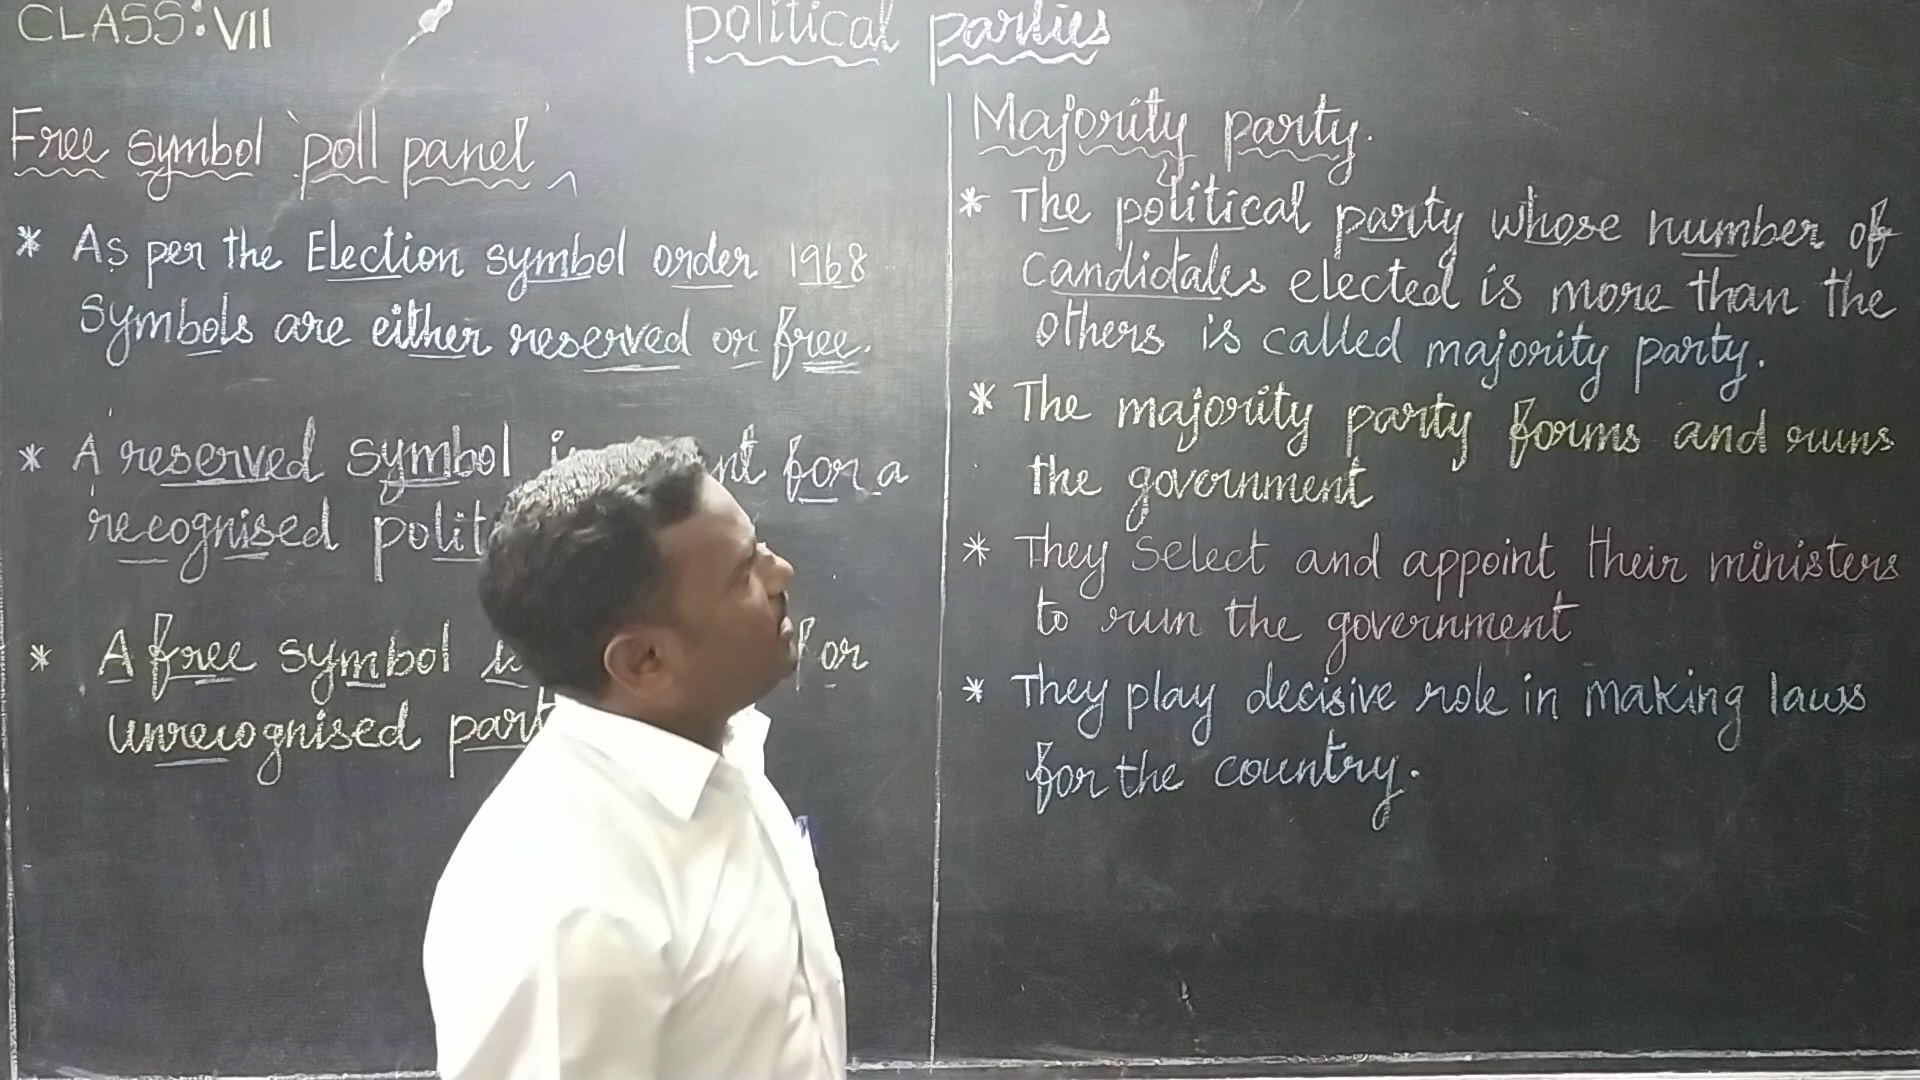 CLASS: VII
Political parties
Free symbol 'poll panel'
* As per the Election symbol order 1968
Symbols are either reserved or free.
* A reserved symbol for a
recognised
* A free symbol for
unrecognised
Majority party.
* The political party whose number of
candidates elected is more than the
others is called majority party.
* The majority party forms and runs
the government
* They select and appoint their ministers
to run the government
* They play decisive role in making laws
for the country.